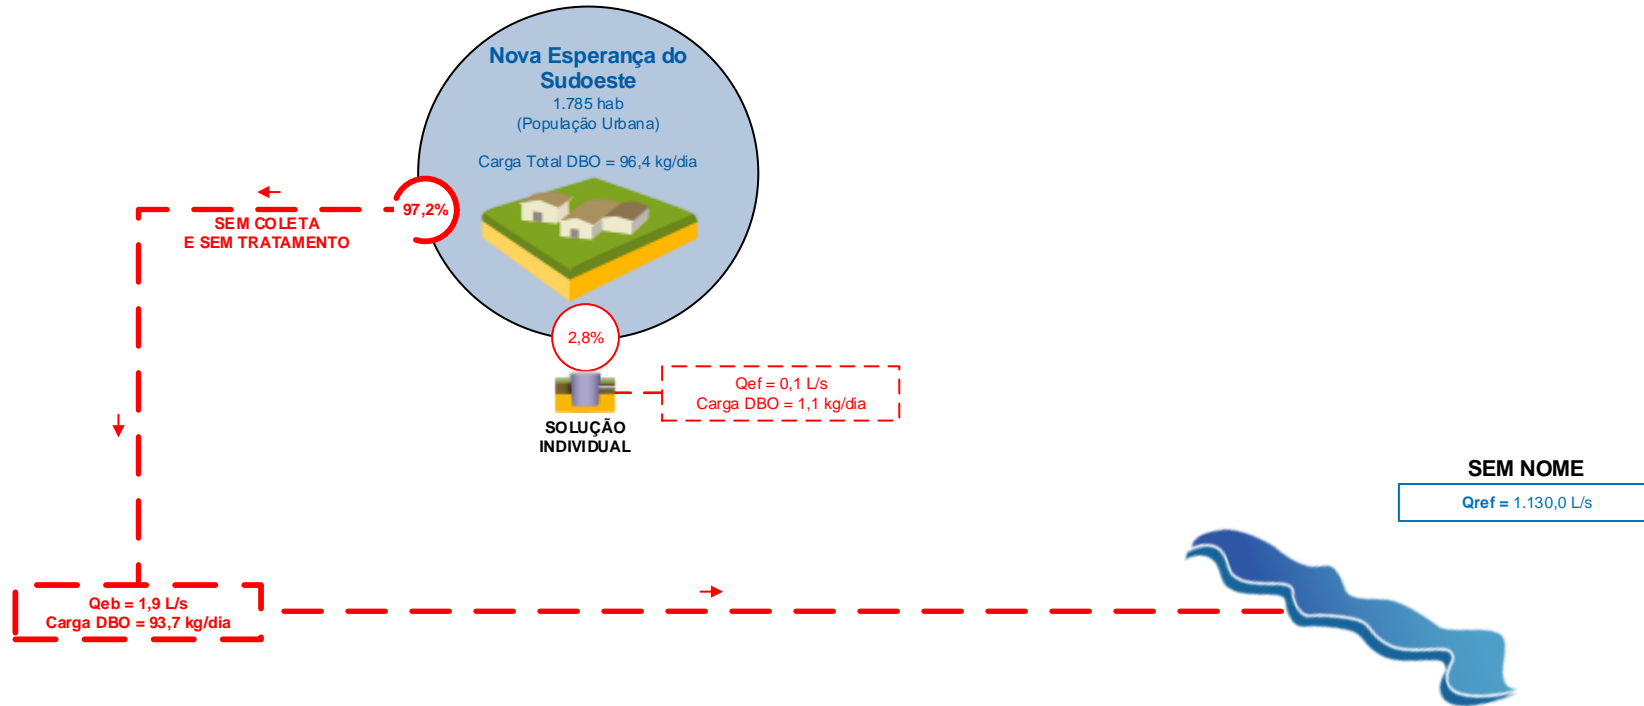 Nova Esperança do
Sudoeste
1.785 hab
(População Urbana)
Carga Total DBO = 96,4 kg/dia
97,2%
SEM COLETA
E SEM TRATAMENTO
2,8%
Qef = 0,1 L/s
Carga DBO = 1,1 kg/dia
SOLUÇÃO
INDIVIDUAL
SEM NOME
Qref = 1.130,0 L/s
Qeb = 1,9 L/s
Carga DBO = 93,7 kg/dia